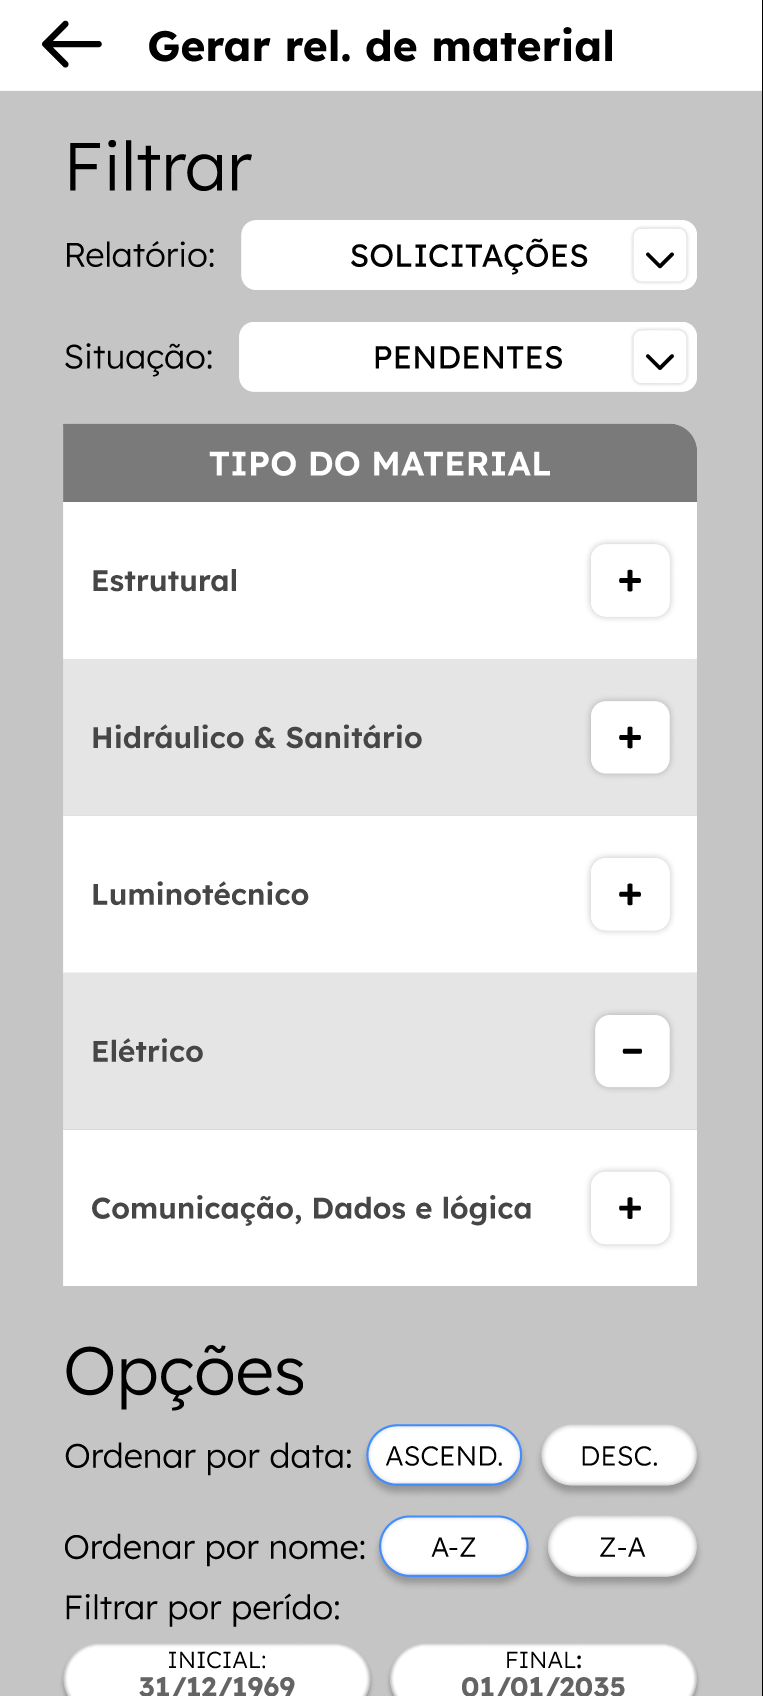 Gerar rel. de material
Filtrar
Relatório: SOLICITAÇÕES
Situação: PENDENTES
TIPO DO MATERIAL
Estrutural +
Hidráulico & Sanitário +
Luminotécnico +
Elétrico -
Comunicação, Dados e lógica +
Opções
Ordenar por data: ASCEND. DESC.
Ordenar por nome: A-Z Z-A
Filtrar por perído:
INICIAL: FINAL:
31/12/1969 01/01/2035